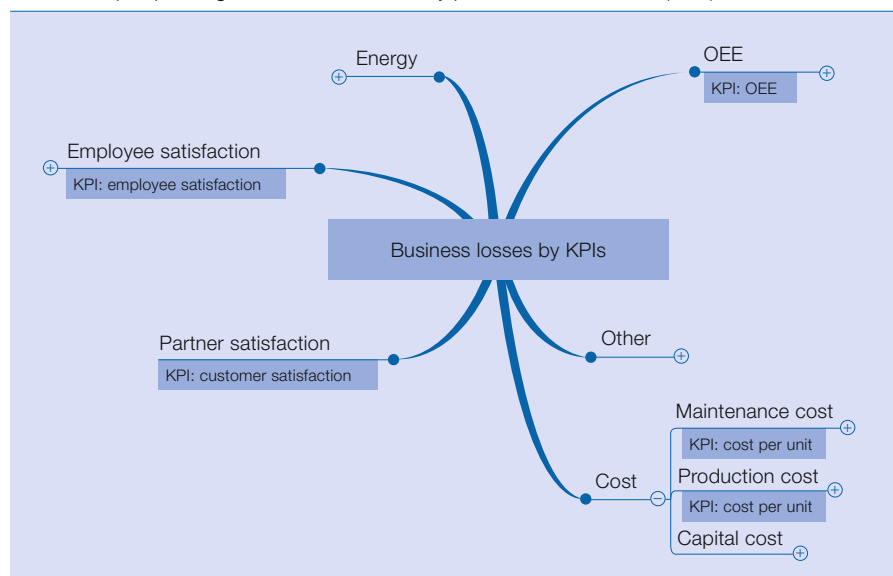 Energy
OEE
KPI: OEE
Employee satisfaction
KPI: employee satisfaction
Business losses by KPIs
Partner satisfaction
KPI: customer satisfaction
Other
Maintenance cost
KPI: cost per unit
Cost
Production cost
KPI: cost per unit
Capital cost